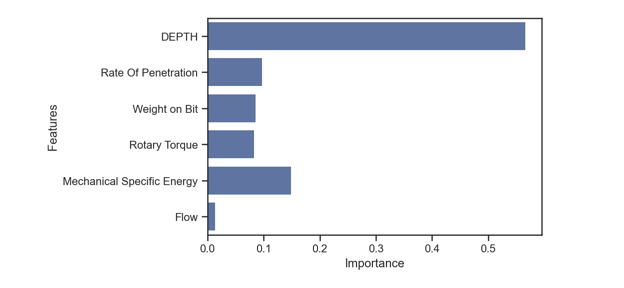 DEPTH
Rate Of Penetration
Weight on Bit
Rotary Torque
Mechanical Specific Energy
Flow
Features
0.0 0.1 0.2 0.3 0.4 0.5
Importance